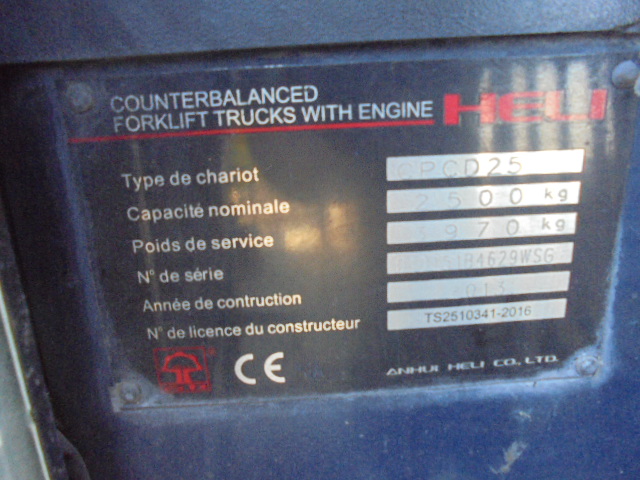 COUNTERBALANCED
FORKLIFT TRUCKS WITH ENGINE HELI
Type de chariot CPCD25
Capacité nominale 2500 kg
Poids de service kg
N° de série
Année de contruction
N° de licence du constructeur TS2510341-2016
CE ANHUI HELI CO., LTD.